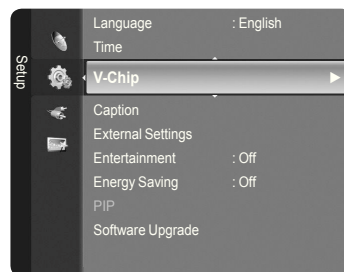 Setup
Language : English
Time
V-Chip
Caption
External Settings
Entertainment : Off
Energy Saving : Off
PIP
Software Upgrade